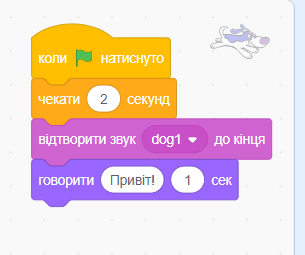 коли натиснуто
чекати 2 секунд
відтворити звук dog1 до кінця
говорити Привіт! 1 сек